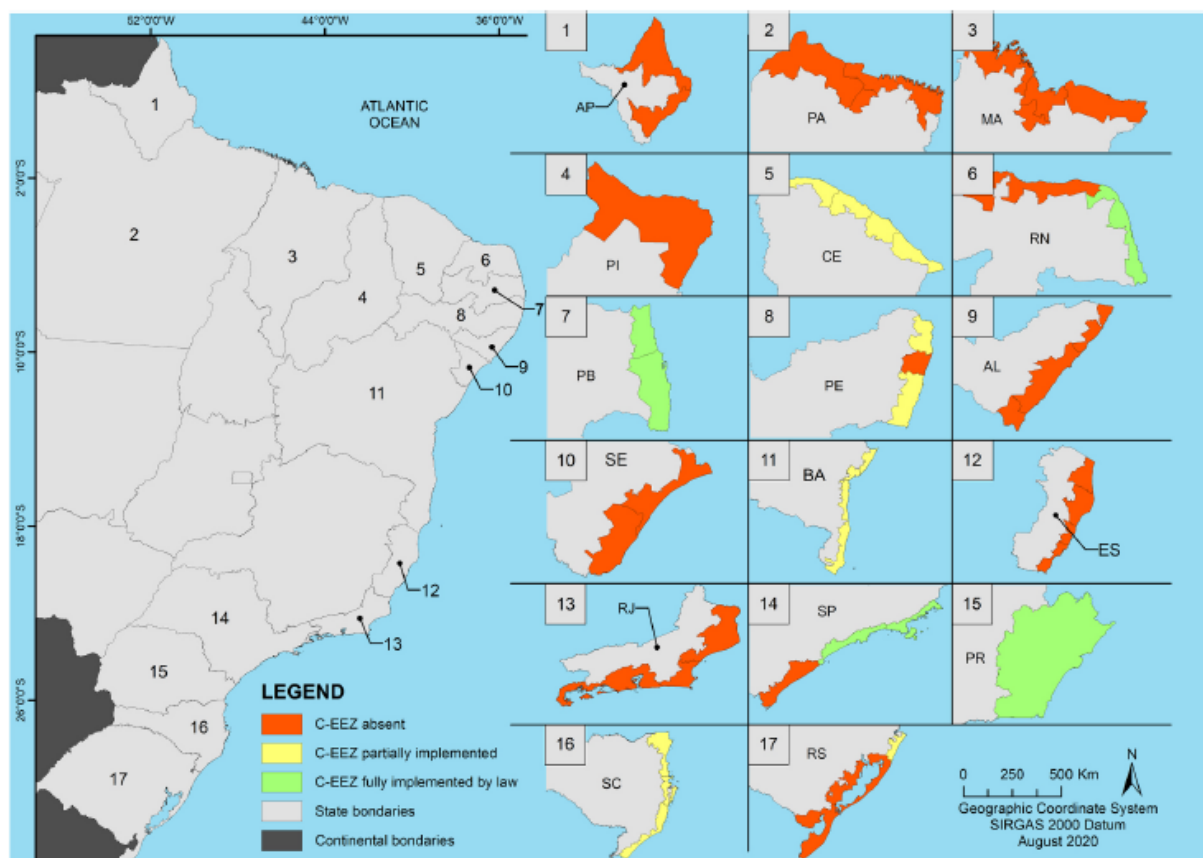 52°0'0"W
44°0'0"W
36°0'0"W
2°0'0"S
10°0'0"S
18°0'0"S
26°0'0"S
ATLANTIC
OCEAN
1
2
3
4
5
6
7
8
9
10
11
12
13
14
15
16
17
LEGEND
C-EEZ absent
C-EEZ partially implemented
C-EEZ fully implemented by law
State bondaries
Continental bondaries
1
AP
2
PA
3
MA
4
PI
5
CE
6
RN
7
PB
8
PE
9
AL
10
SE
11
BA
12
ES
13
RJ
14
SP
15
PR
16
SC
17
RS
N
0 250 500 Km
Geographic Coordinate System
SIRGAS 2000 Datum
August 2020